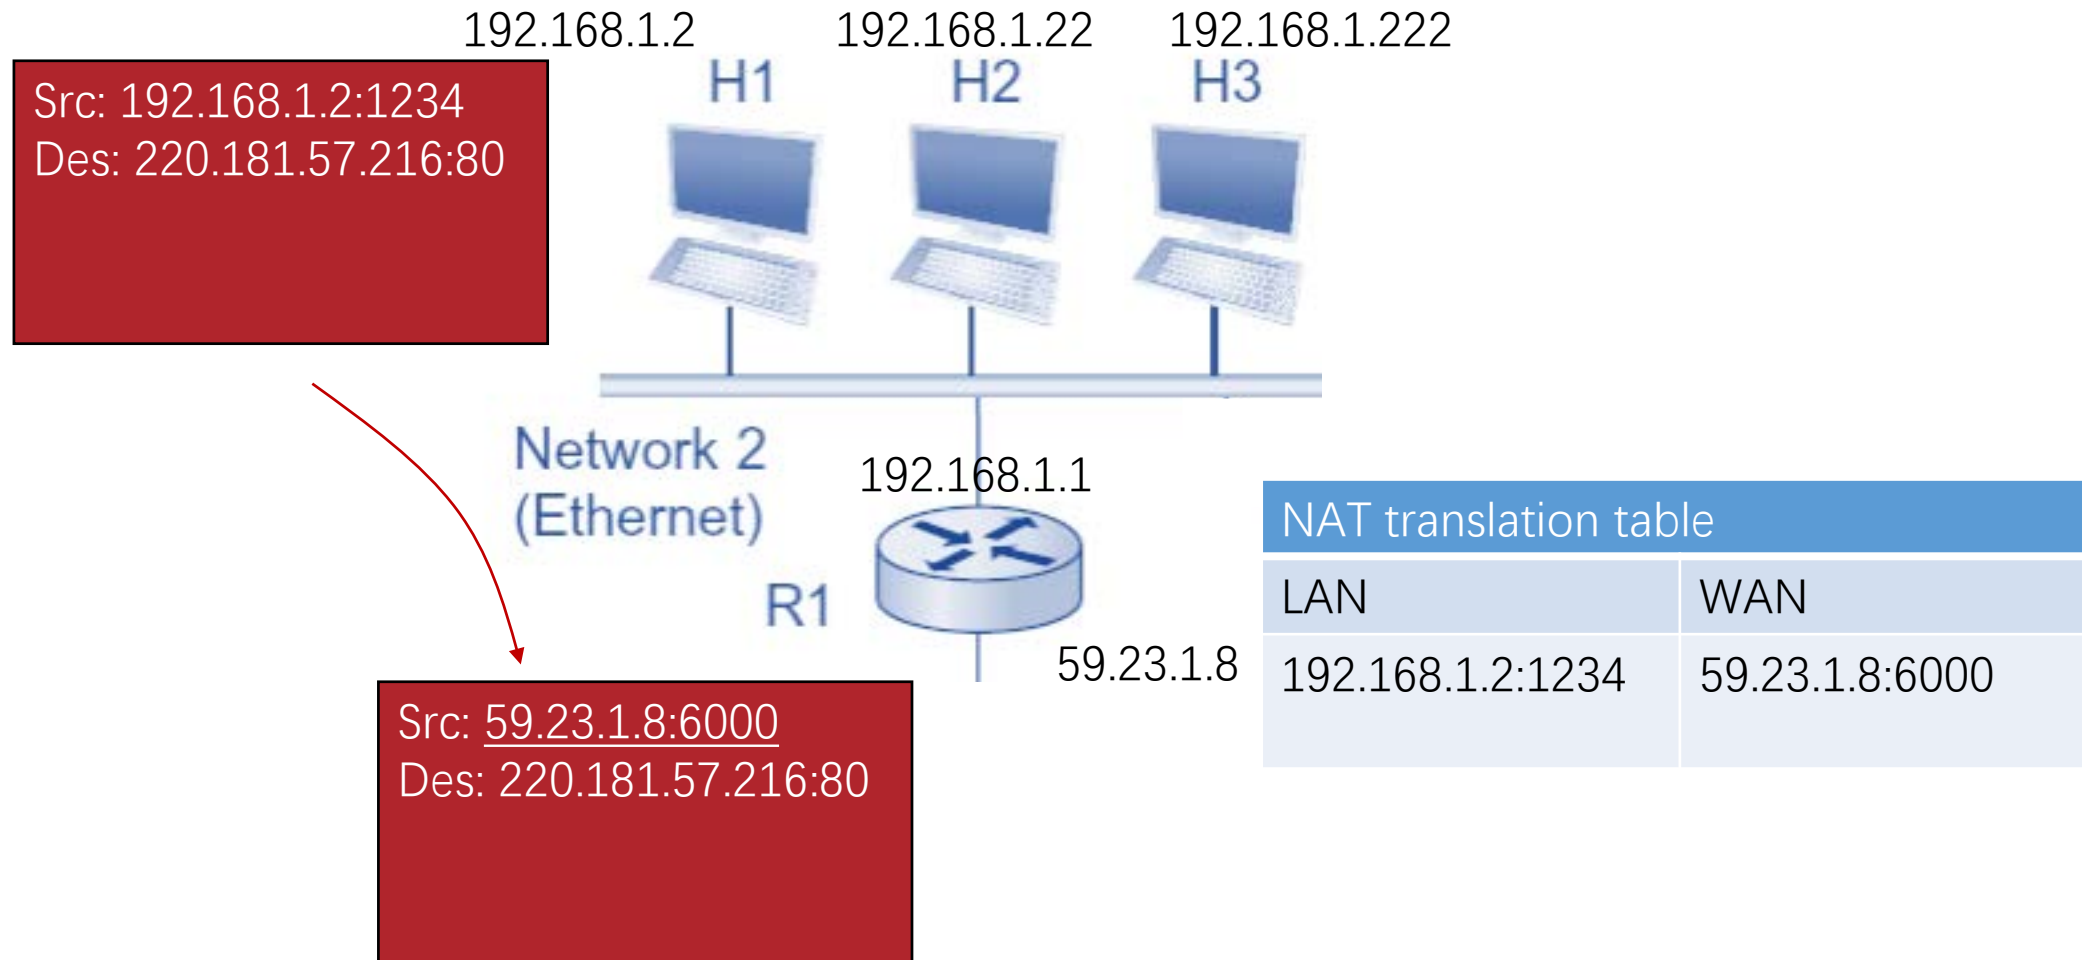 192.168.1.2 192.168.1.22 192.168.1.222
H1 H2 H3
Src: 192.168.1.2:1234
Des: 220.181.57.216:80
Network 2
(Ethernet)
192.168.1.1
R1
59.23.1.8
NAT translation table
LAN WAN
192.168.1.2:1234 59.23.1.8:6000
Src: 59.23.1.8:6000
Des: 220.181.57.216:80